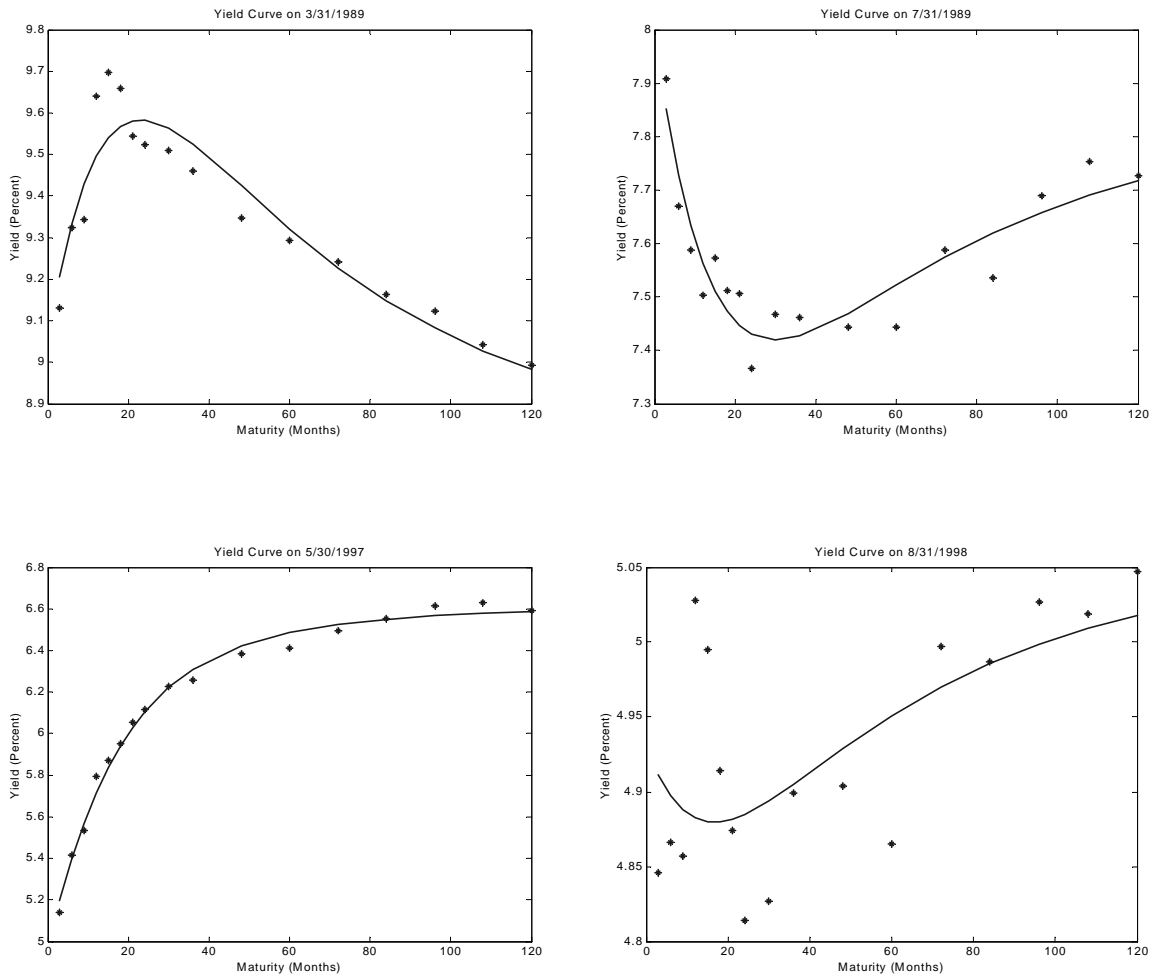 Yield Curve on 3/31/1989
9.8
9.7
9.6
9.5
9.4
9.3
9.2
9.1
9
8.9
Yield (Percent)
0 20 40 60 80 100 120
Maturity (Months)
Yield Curve on 7/31/1989
8
7.9
7.8
7.7
7.6
7.5
7.4
7.3
Yield (Percent)
0 20 40 60 80 100 120
Maturity (Months)
Yield Curve on 5/30/1997
6.8
6.6
6.4
6.2
6
5.8
5.6
5.4
5.2
5
Yield (Percent)
0 20 40 60 80 100 120
Maturity (Months)
Yield Curve on 8/31/1998
5.05
5
4.95
4.9
4.85
4.8
Yield (Percent)
0 20 40 60 80 100 120
Maturity (Months)